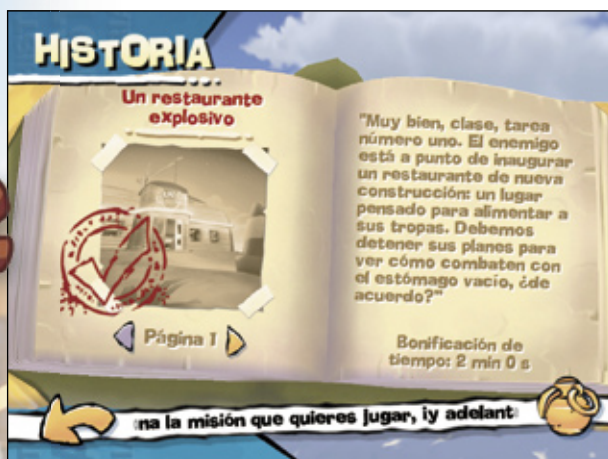 HISTORIA
Un restaurante
explosivo
Página 1
"Muy bien, clase, tarea
número uno. El enemigo
está a punto de inaugurar
un restaurante de nueva
construcción: un lugar
pensado para alimentar a
sus tropas. Debemos
detener sus planes para
ver cómo combaten con
el estómago vacío, ¿de
acuerdo?"
Bonificación de
tiempo: 2 min 0 s
na la misión que quieres jugar, ¡y adelant